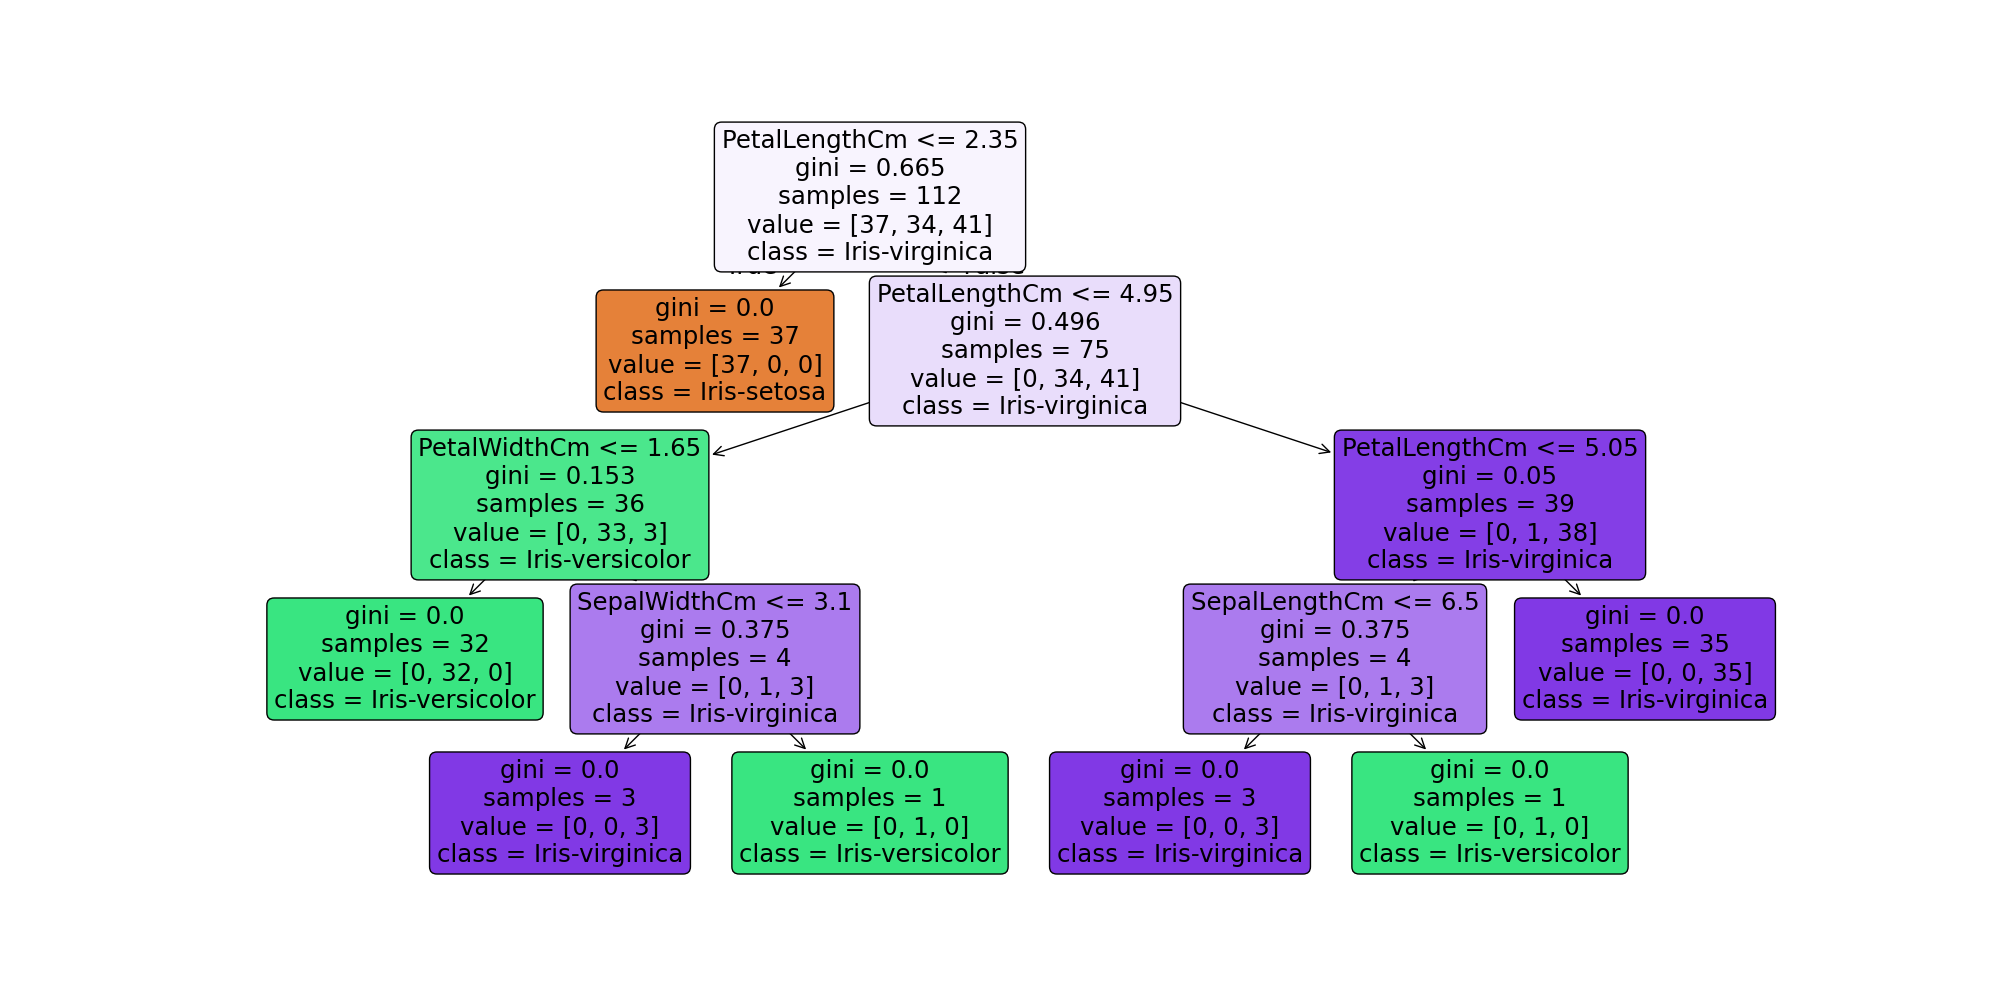 PetalLengthCm <= 2.35
gini = 0.665
samples = 112
value = [37, 34, 41]
class = Iris-virginica
gini = 0.0
samples = 37
value = [37, 0, 0]
class = Iris-setosa
PetalLengthCm <= 4.95
gini = 0.496
samples = 75
value = [0, 34, 41]
class = Iris-virginica
PetalWidthCm <= 1.65
gini = 0.153
samples = 36
value = [0, 33, 3]
class = Iris-versicolor
PetalLengthCm <= 5.05
gini = 0.05
samples = 39
value = [0, 1, 38]
class = Iris-virginica
gini = 0.0
samples = 32
value = [0, 32, 0]
class = Iris-versicolor
SepalWidthCm <= 3.1
gini = 0.375
samples = 4
value = [0, 1, 3]
class = Iris-virginica
SepalLengthCm <= 6.5
gini = 0.375
samples = 4
value = [0, 1, 3]
class = Iris-virginica
gini = 0.0
samples = 35
value = [0, 0, 35]
class = Iris-virginica
gini = 0.0
samples = 3
value = [0, 0, 3]
class = Iris-virginica
gini = 0.0
samples = 1
value = [0, 1, 0]
class = Iris-versicolor
gini = 0.0
samples = 3
value = [0, 0, 3]
class = Iris-virginica
gini = 0.0
samples = 1
value = [0, 1, 0]
class = Iris-versicolor